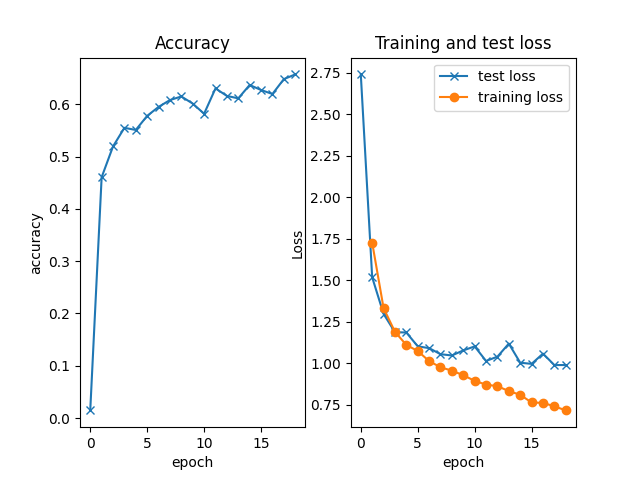 Accuracy
0.6
0.5
0.4
0.3
0.2
0.1
0.0
accuracy
0 5 10 15
epoch
Training and test loss
2.75
2.50
2.25
2.00
1.75
1.50
1.25
1.00
0.75
Loss
test loss
training loss
0 5 10 15
epoch